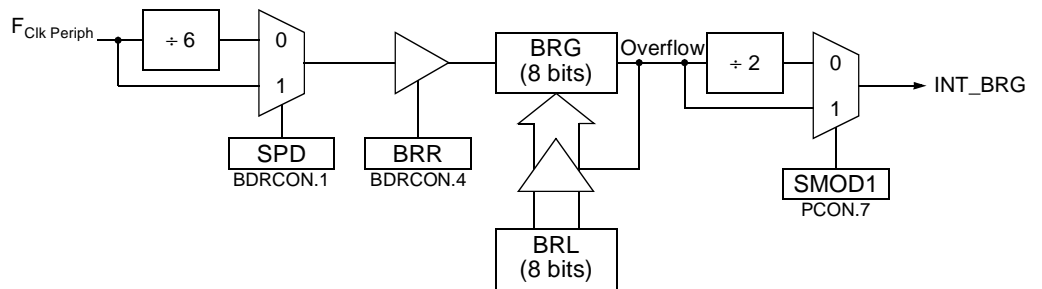 F Clk Periph
÷ 6
0
1
SPD
BDRCON.1
BRR
BDRCON.4
BRG
(8 bits)
Overflow
BRL
(8 bits)
÷ 2
0
1
SMOD1
PCON.7
INT_BRG